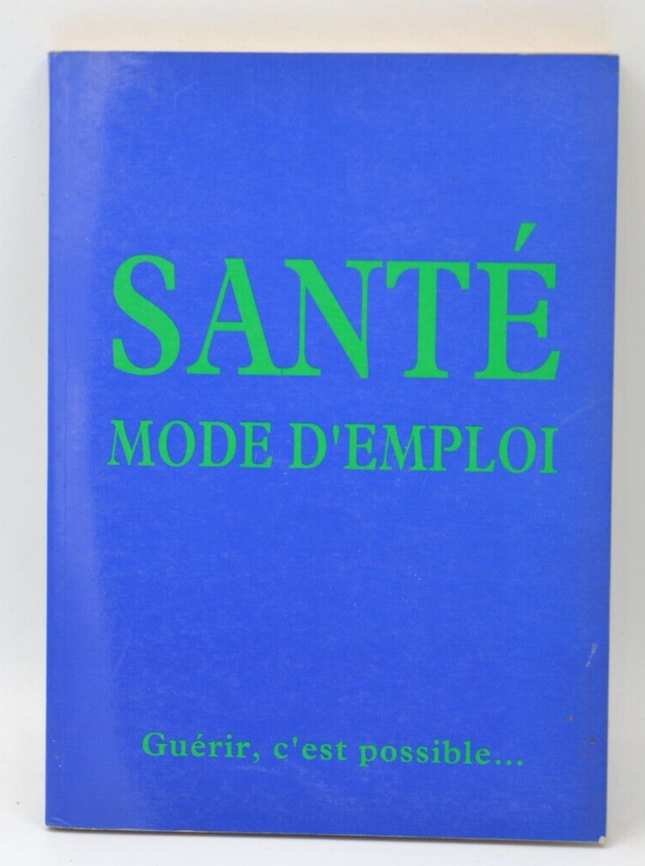 SANTÉ
MODE D'EMPLOI
Guérir, c'est possible...